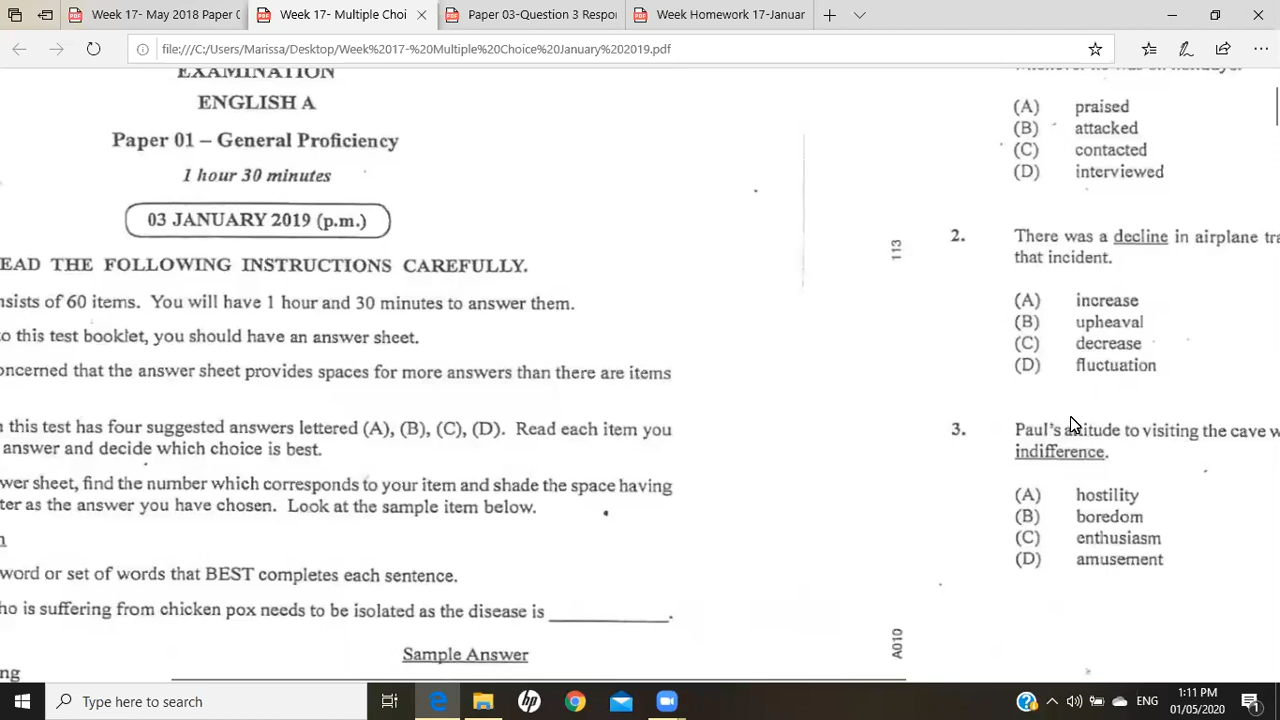 Week 17- May 2018 Paper
Week 17- Multiple Choi
Paper 03-Question 3 Respo
Week Homework 17-Januar
file:///C:/Users/Marissa/Desktop/Week%2017-%20Multiple%20Choice%20January%202019.pdf
EXAMINATION
ENGLISH A
Paper 01 – General Proficiency
1 hour 30 minutes
03 JANUARY 2019 (p.m.)
EAD THE FOLLOWING INSTRUCTIONS CAREFULLY.
nsists of 60 items. You will have 1 hour and 30 minutes to answer them.
o this test booklet, you should have an answer sheet.
oncerned that the answer sheet provides spaces for more answers than there are items
n this test has four suggested answers lettered (A), (B), (C), (D). Read each item you
answer and decide which choice is best.
wer sheet, find the number which corresponds to your item and shade the space having
ter as the answer you have chosen. Look at the sample item below.
word or set of words that BEST completes each sentence.
ho is suffering from chicken pox needs to be isolated as the disease is ____________.
Sample Answer
ng
113
A010
(A) praised
(B) attacked
(C) contacted
(D) interviewed
2. There was a decline in airplane tra
that incident.
(A) increase
(B) upheaval
(C) decrease
(D) fluctuation
3. Paul's attitude to visiting the cave w
indifference.
(A) hostility
(B) boredom
(C) enthusiasm
(D) amusement
Type here to search
ENG
1:11 PM
01/05/2020